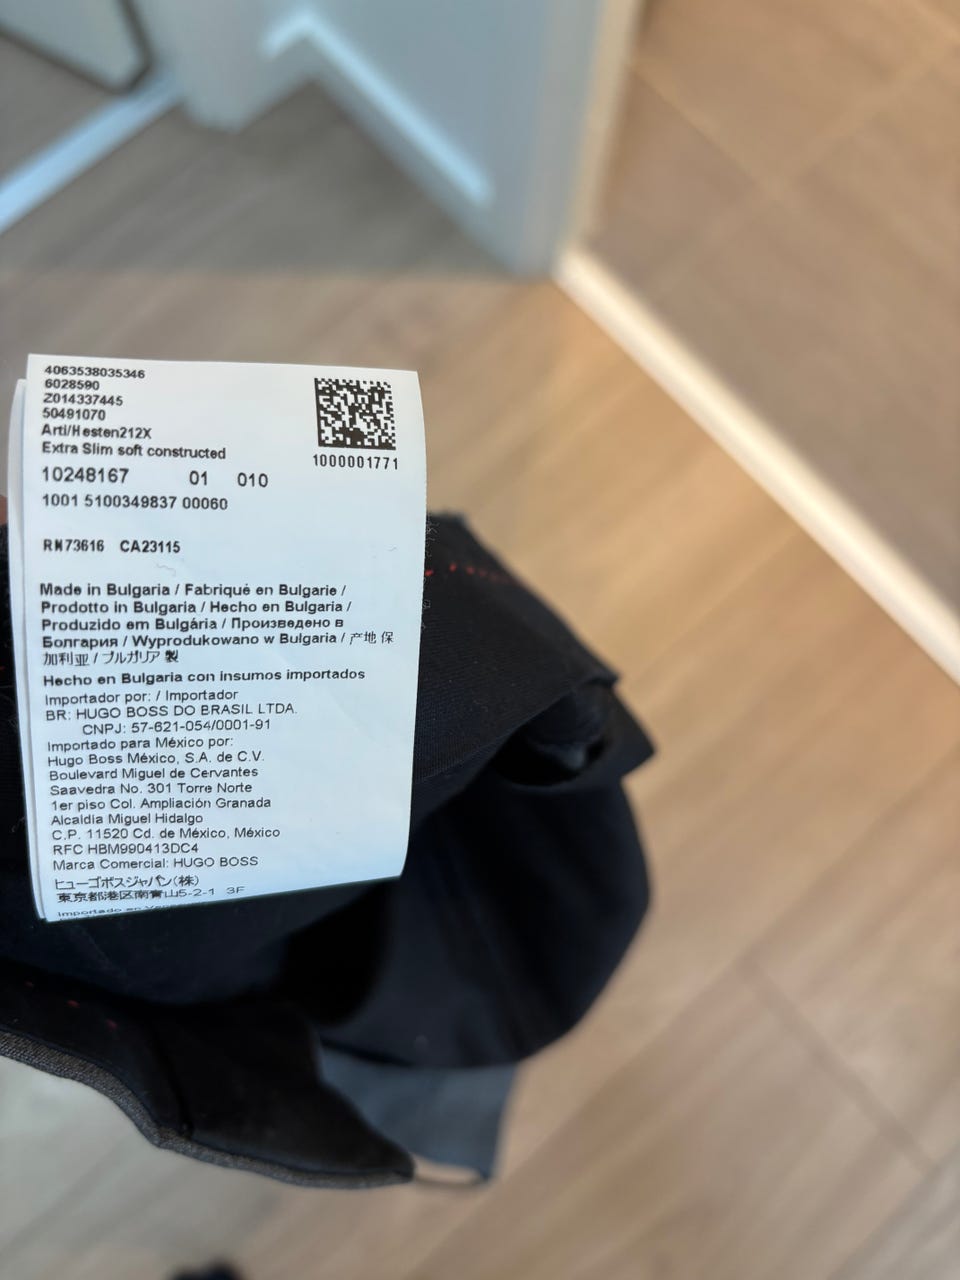 4063538035346
6028590
Z014337445
50491070
Arti/Hesten212X
Extra Slim soft constructed
1000001771
10248167 01 010
1001 5100349837 00060
RN73616 CA23115
Made in Bulgaria / Fabriqué en Bulgarie /
Prodotto in Bulgaria / Hecho en Bulgaria /
Produzido em Bulgária / Произведено в
Болгария / Wyprodukowano w Bulgaria / 产地 保
加利亚 / ブルガリア 製
Hecho en Bulgaria con insumos importados
Importador por: / Importador
BR: HUGO BOSS DO BRASIL LTDA.
CNPJ: 57-621-054/0001-91
Importado para México por:
Hugo Boss México, S.A. de C.V.
Boulevard Miguel de Cervantes
Saavedra No. 301 Torre Norte
1er piso Col. Ampliación Granada
Alcaldia Miguel Hidalgo
C.P. 11520 Cd. de México, México
RFC HBM990413DC4
Marca Comercial: HUGO BOSS
ヒューゴボスジャパン(株)
東京都港区南青山5-2-1 3F
Importado en